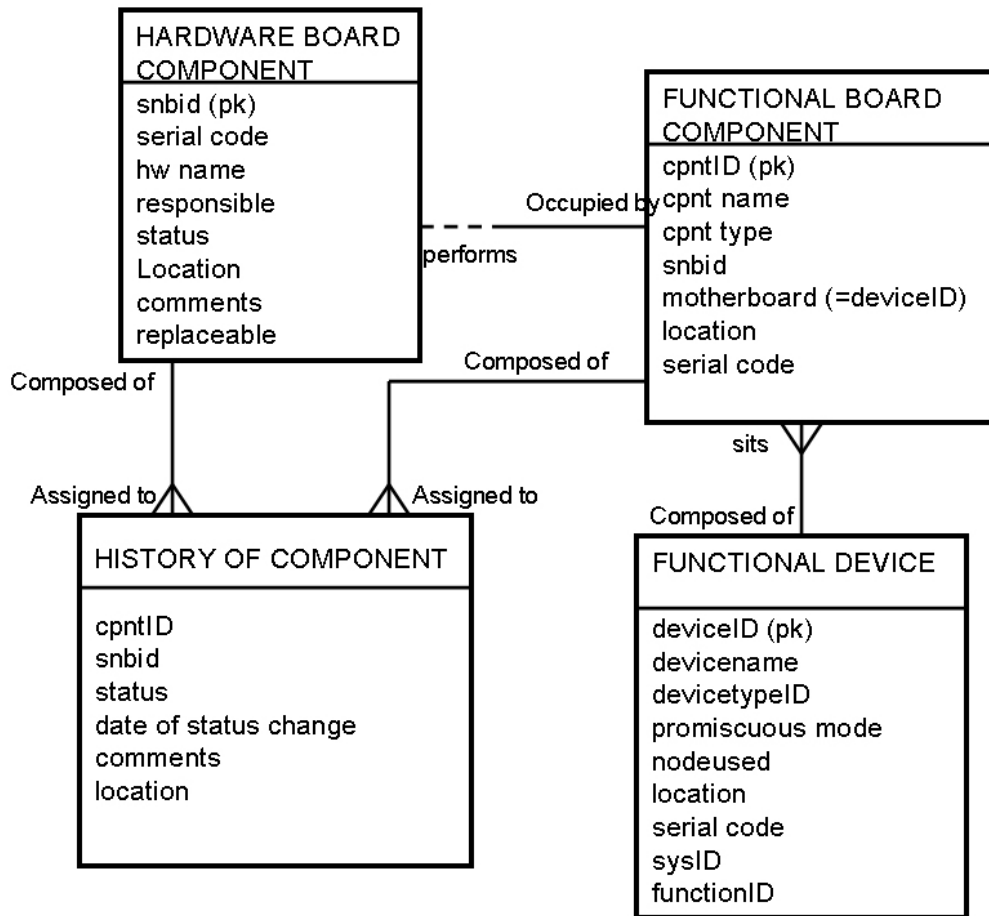 HARDWARE BOARD
COMPONENT
snbid (pk)
serial code
hw name
responsible
status
Location
comments
replaceable
FUNCTIONAL BOARD
COMPONENT
cpntID (pk)
cpnt name
cpnt type
snbid
motherboard (=deviceID)
location
serial code
Occupied by
performs
Composed of
Composed of
Assigned to
Assigned to
sits
Composed of
HISTORY OF COMPONENT
cpntID
snbid
status
date of status change
comments
location
FUNCTIONAL DEVICE
deviceID (pk)
devicename
devicetypeID
promiscuous mode
nodeused
location
serial code
sysID
functionID